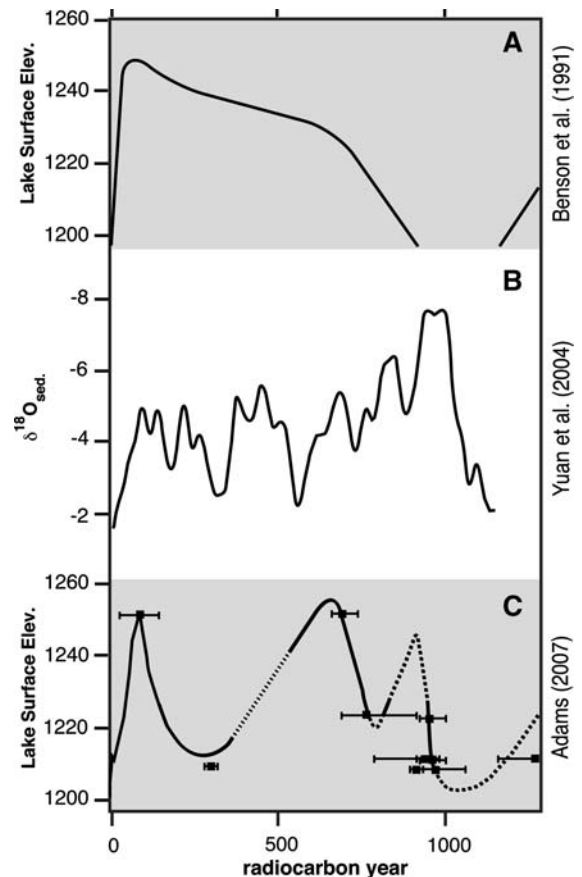 A
Lake Surface Elev.
1260
1240
1220
1200
Benson et al. (1991)
B
δ18Osed.
-8
-6
-4
-2
Yuan et al. (2004)
C
Lake Surface Elev.
1260
1240
1220
1200
Adams (2007)
0 500 1000
radiocarbon year